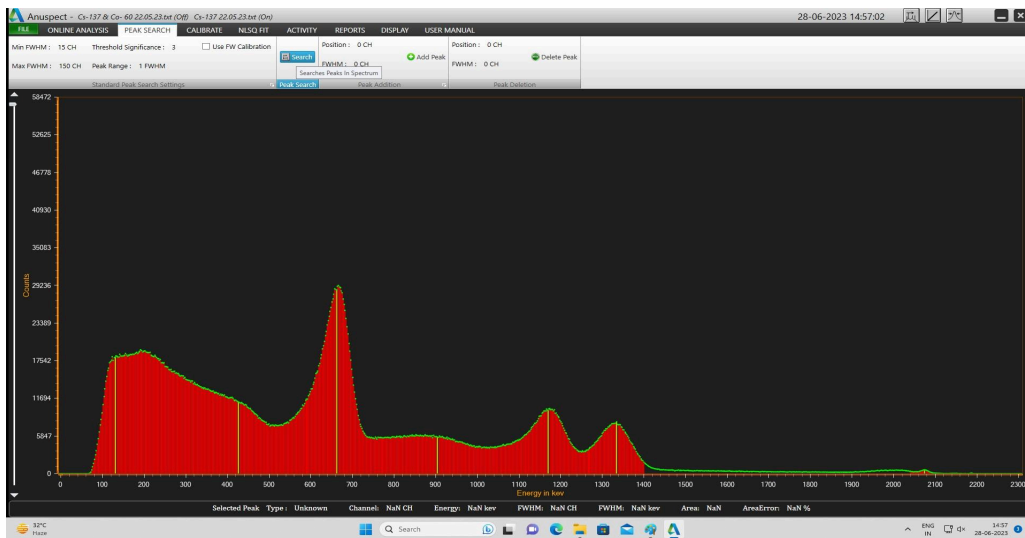 Anuspect - Cs-137 & Co- 60 22.05.23.txt (Off) Cs-137 22.05.23.txt (On) 28-06-2023 14:57:02
FILE ONLINE ANALYSIS PEAK SEARCH CALIBRATE NLSQ FIT ACTIVITY REPORTS DISPLAY USER MANUAL
Min FWHM : 15 CH Threshold Significance : 3 Use FW Calibration Position : 0 CH Position : 0 CH
Search Add Peak Delete Peak
Max FWHM : 150 CH Peak Range : 1 FWHM FWHM : 0 CH FWHM : 0 CH
Searches Peaks In Spectrum
Standard Peak Search Settings Peak Search Peak Addition Peak Deletion
58472
52625
46778
40930
35083
Counts
29236
23389
17542
11694
5847
0
0 100 200 300 400 500 600 700 800 900 1000 1100 1200 1300 1400 1500 1600 1700 1800 1900 2000 2100 2200 2300
Energy in kev
Selected Peak Type : Unknown Channel: NaN CH Energy: NaN kev FWHM: NaN CH FWHM: NaN kev Area: NaN AreaError: NaN %
32°C
Haze
Search
ENG
IN
14:57
28-06-2023